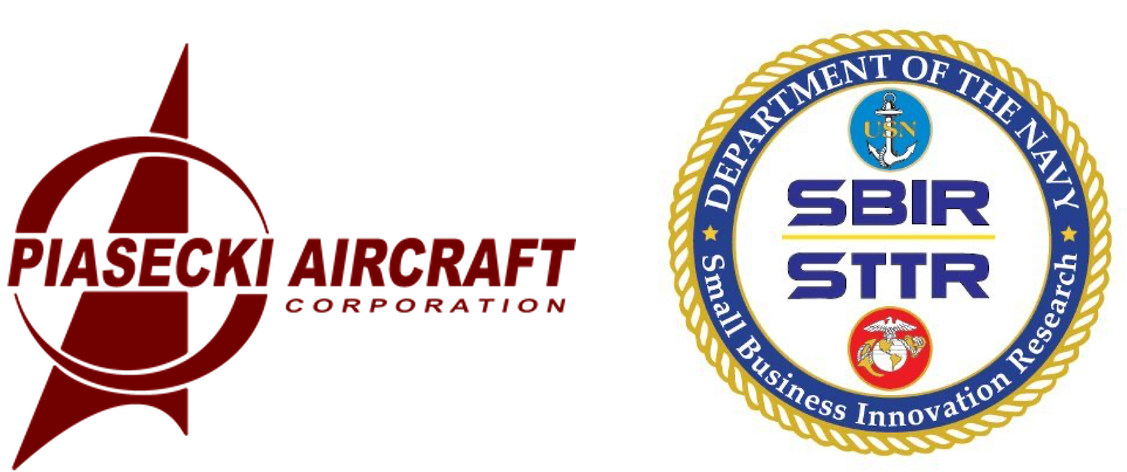 PIASECKI AIRCRAFT
CORPORATION
DEPARTMENT OF THE NAVY
USN
SBIR
STTR
Small Business Innovation Research